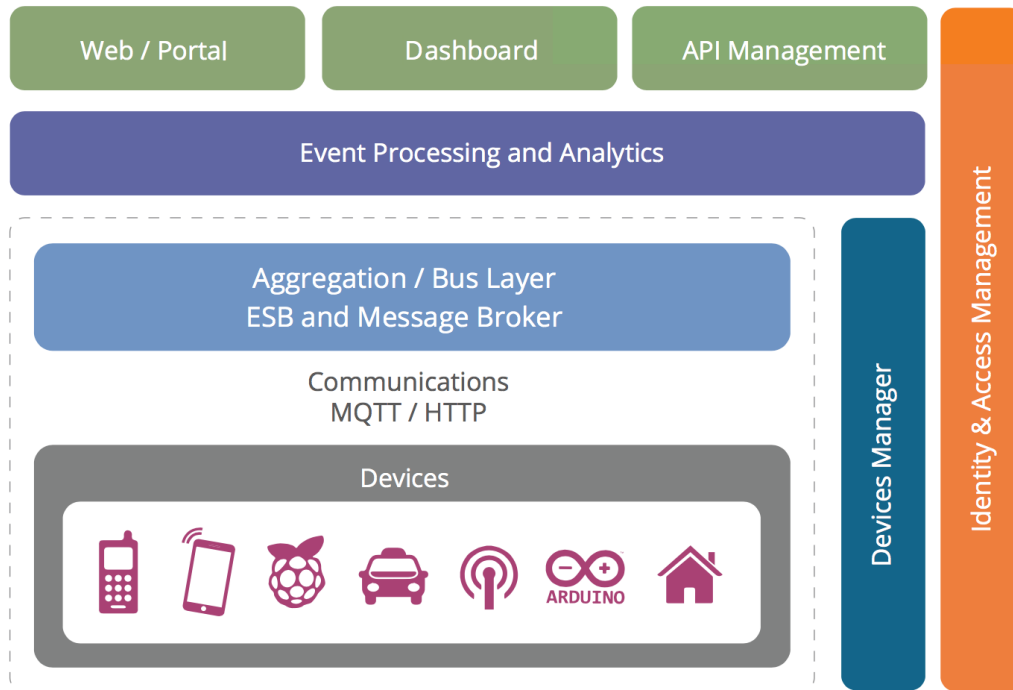 Web / Portal
Dashboard
API Management
Event Processing and Analytics
Aggregation / Bus Layer
ESB and Message Broker
Communications
MQTT / HTTP
Devices
ARDUINO
Devices Manager
Identity & Access Management